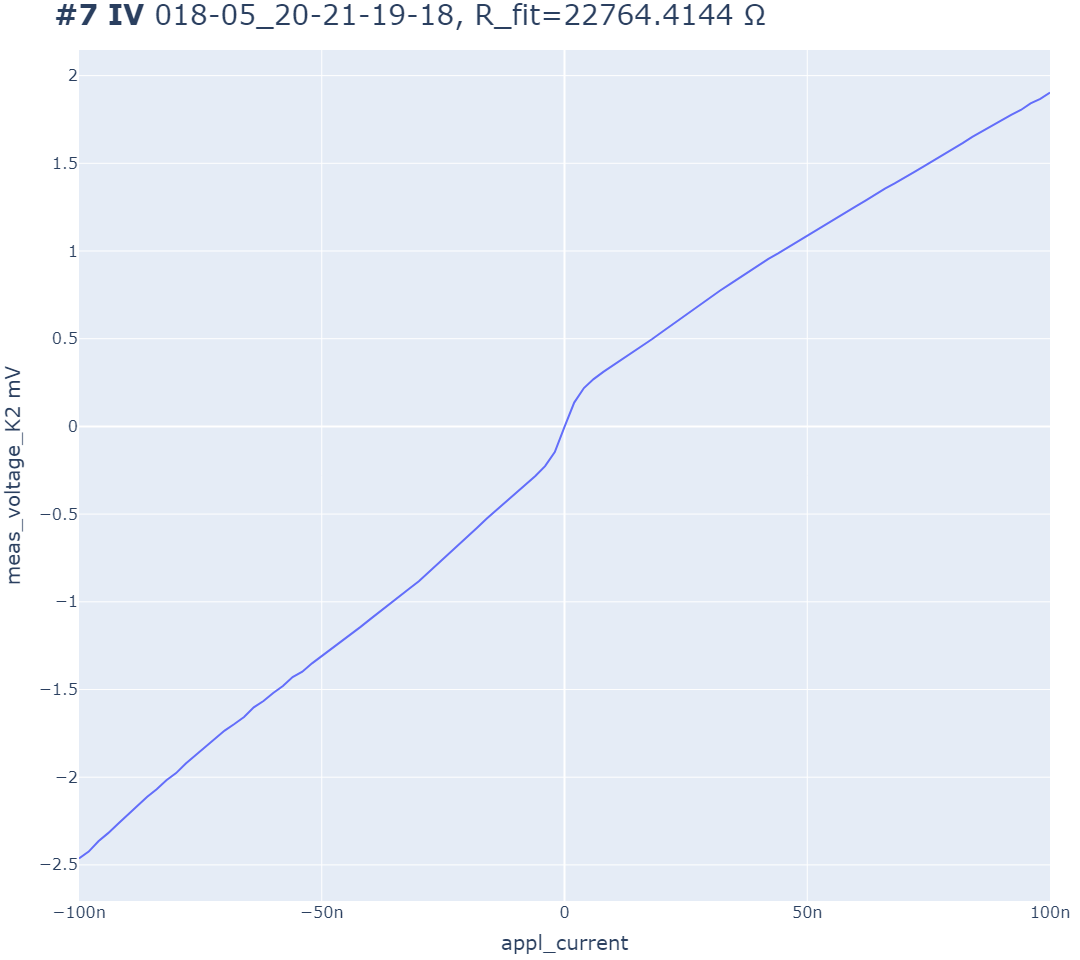 #7 IV 018-05_20-21-19-18, R_fit=22764.4144 Ω
2
1.5
1
0.5
0
−0.5
−1
−1.5
−2
−2.5
meas_voltage_K2 mV
−100n
−50n
0
50n
100n
appl_current